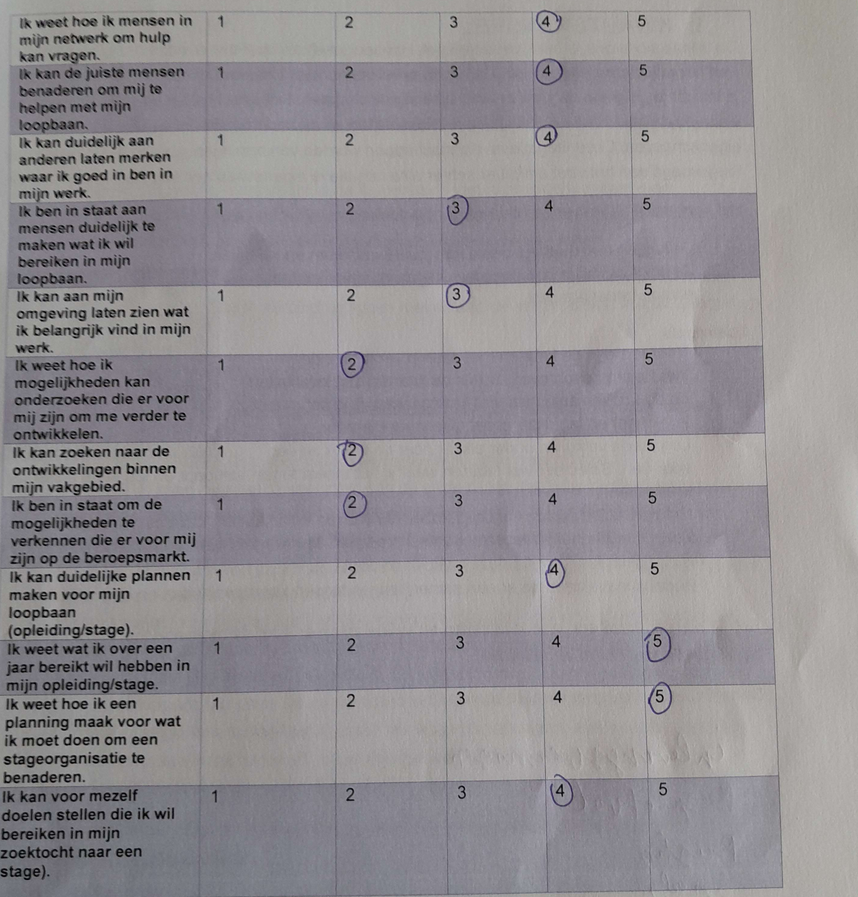 Ik weet hoe ik mensen in 1 2 3 4 5
mijn netwerk om hulp
kan vragen.
Ik kan de juiste mensen 1 2 3 4 5
benaderen om mij te
helpen met mijn
loopbaan.
Ik kan duidelijk aan 1 2 3 4 5
anderen laten merken
waar ik goed in ben in
mijn werk.
Ik ben in staat aan 1 2 3 4 5
mensen duidelijk te
maken wat ik wil
bereiken in mijn
loopbaan.
Ik kan aan mijn 1 2 3 4 5
omgeving laten zien wat
ik belangrijk vind in mijn
werk.
Ik weet hoe ik 1 2 3 4 5
mogelijkheden kan
onderzoeken die er voor
mij zijn om me verder te
ontwikkelen.
Ik kan zoeken naar de 1 2 3 4 5
ontwikkelingen binnen
mijn vakgebied.
Ik ben in staat om de 1 2 3 4 5
mogelijkheden te
verkennen die er voor mij
zijn op de beroepsmarkt.
Ik kan duidelijke plannen 1 2 3 4 5
maken voor mijn
loopbaan
(opleiding/stage).
Ik weet wat ik over een 1 2 3 4 5
jaar bereikt wil hebben in
mijn opleiding/stage.
Ik weet hoe ik een 1 2 3 4 5
planning maak voor wat
ik moet doen om een
stageorganisatie te
benaderen.
Ik kan voor mezelf 1 2 3 4 5
doelen stellen die ik wil
bereiken in mijn
zoektocht naar een
stage).